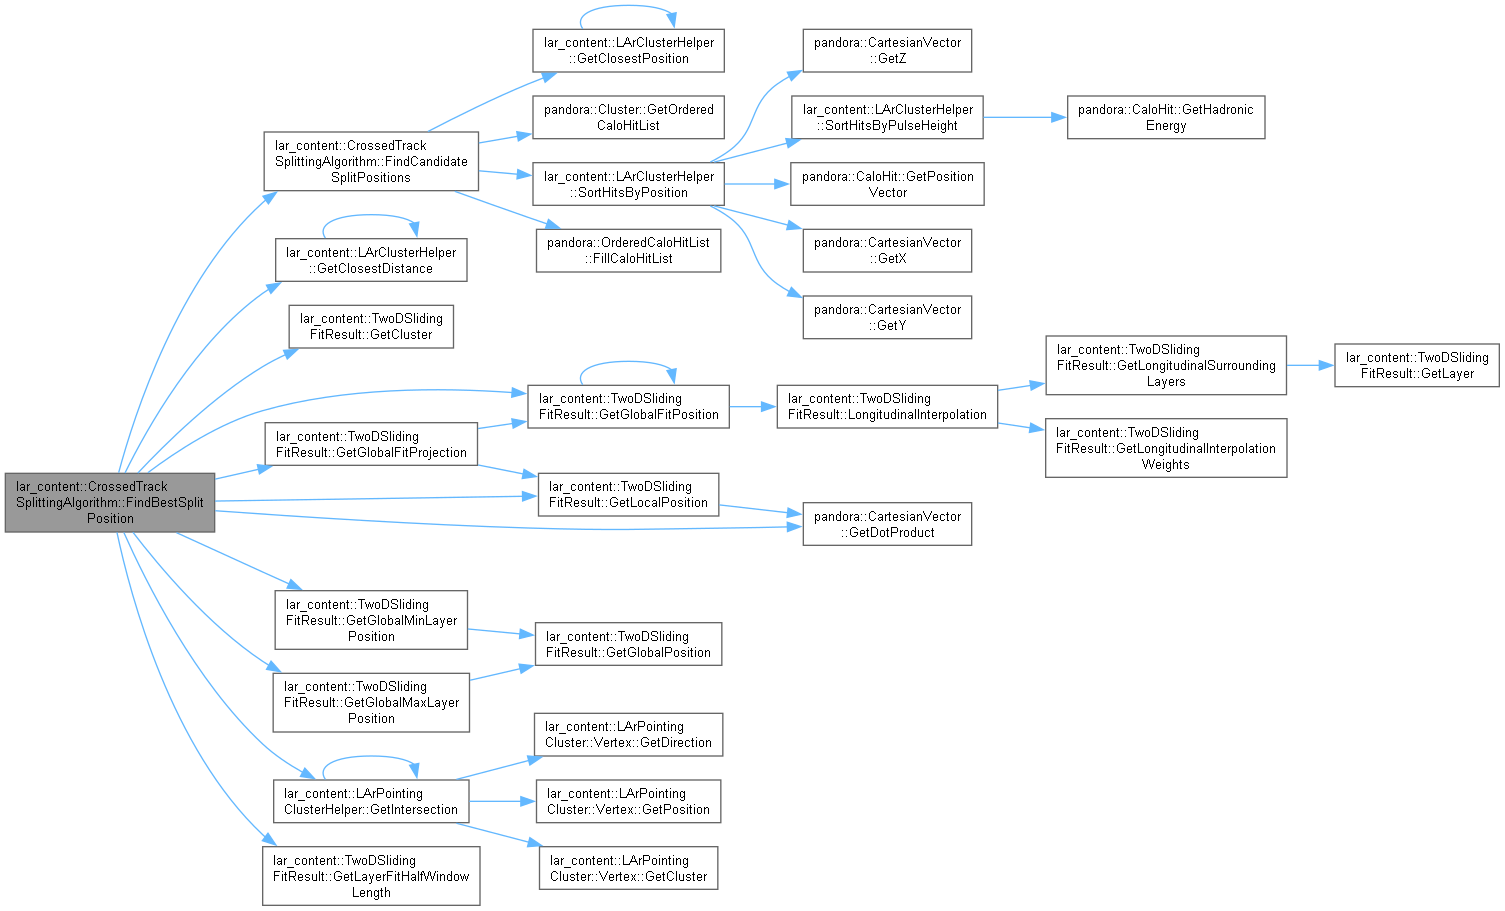 lar_content::CrossedTrack
SplittingAlgorithm::FindBestSplit
Position
lar_content::CrossedTrack
SplittingAlgorithm::FindCandidate
SplitPositions
lar_content::LArClusterHelper
::GetClosestPosition
pandora::Cluster::GetOrdered
CaloHitList
lar_content::LArClusterHelper
::SortHitsByPosition
pandora::CartesianVector
::GetZ
lar_content::LArClusterHelper
::SortHitsByPulseHeight
pandora::CaloHit::GetHadronic
Energy
pandora::CaloHit::GetPosition
Vector
pandora::CartesianVector
::GetX
pandora::CartesianVector
::GetY
pandora::OrderedCaloHitList
::FillCaloHitList
lar_content::LArClusterHelper
::GetClosestDistance
lar_content::TwoDSliding
FitResult::GetCluster
lar_content::TwoDSliding
FitResult::GetGlobalFitPosition
lar_content::TwoDSliding
FitResult::LongitudinalInterpolation
lar_content::TwoDSliding
FitResult::GetLongitudinalSurrounding
Layers
lar_content::TwoDSliding
FitResult::GetLayer
lar_content::TwoDSliding
FitResult::GetLongitudinalInterpolation
Weights
lar_content::TwoDSliding
FitResult::GetGlobalFitProjection
lar_content::TwoDSliding
FitResult::GetLocalPosition
pandora::CartesianVector
::GetDotProduct
lar_content::TwoDSliding
FitResult::GetGlobalMinLayer
Position
lar_content::TwoDSliding
FitResult::GetGlobalPosition
lar_content::TwoDSliding
FitResult::GetGlobalMaxLayer
Position
lar_content::LArPointing
ClusterHelper::GetIntersection
lar_content::LArPointing
Cluster::Vertex::GetDirection
lar_content::LArPointing
Cluster::Vertex::GetPosition
lar_content::LArPointing
Cluster::Vertex::GetCluster
lar_content::TwoDSliding
FitResult::GetLayerFitHalfWindow
Length